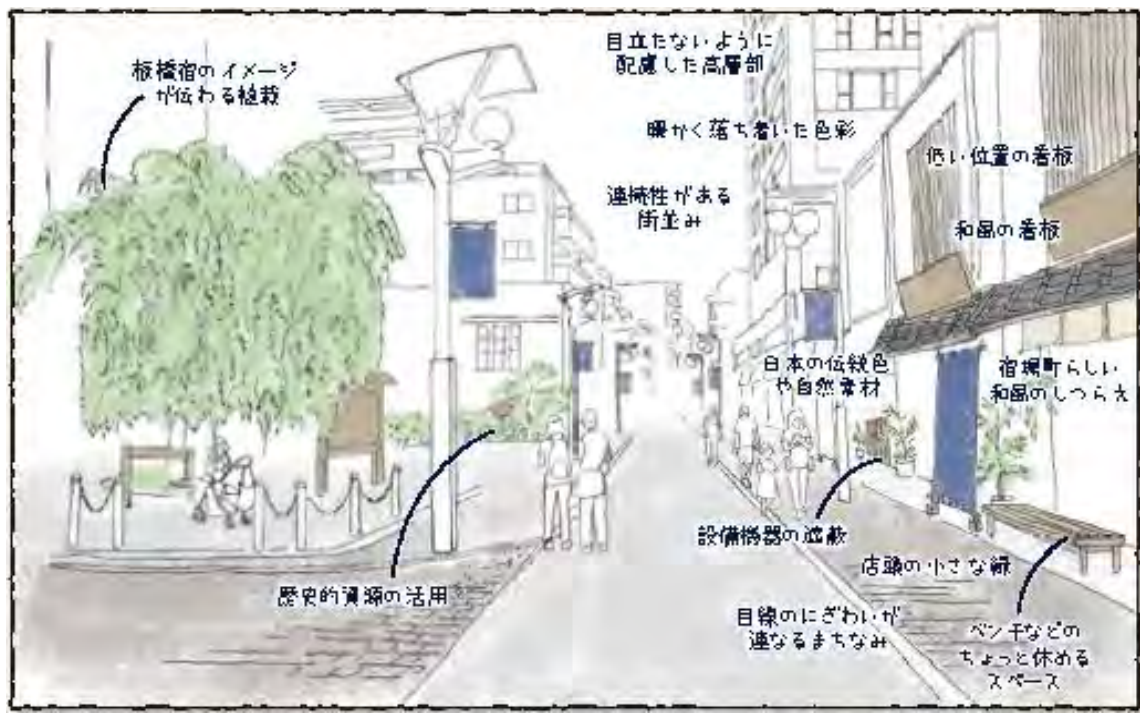 板橋宿のイメージ
が伝わる植栽
目立たないように
配慮した高層部
暖かく落ち着いた色彩
低い位置の看板
連続性がある
街並み
和風の看板
日本の伝統色
や自然素材
宿場町らしい
和風のしつらえ
設備機器の遮蔽
店頭の小さな緑
歴史的資源の活用
目線のにぎわいが
連なるまちなみ
ベンチなどの
ちょっと休める
スペース